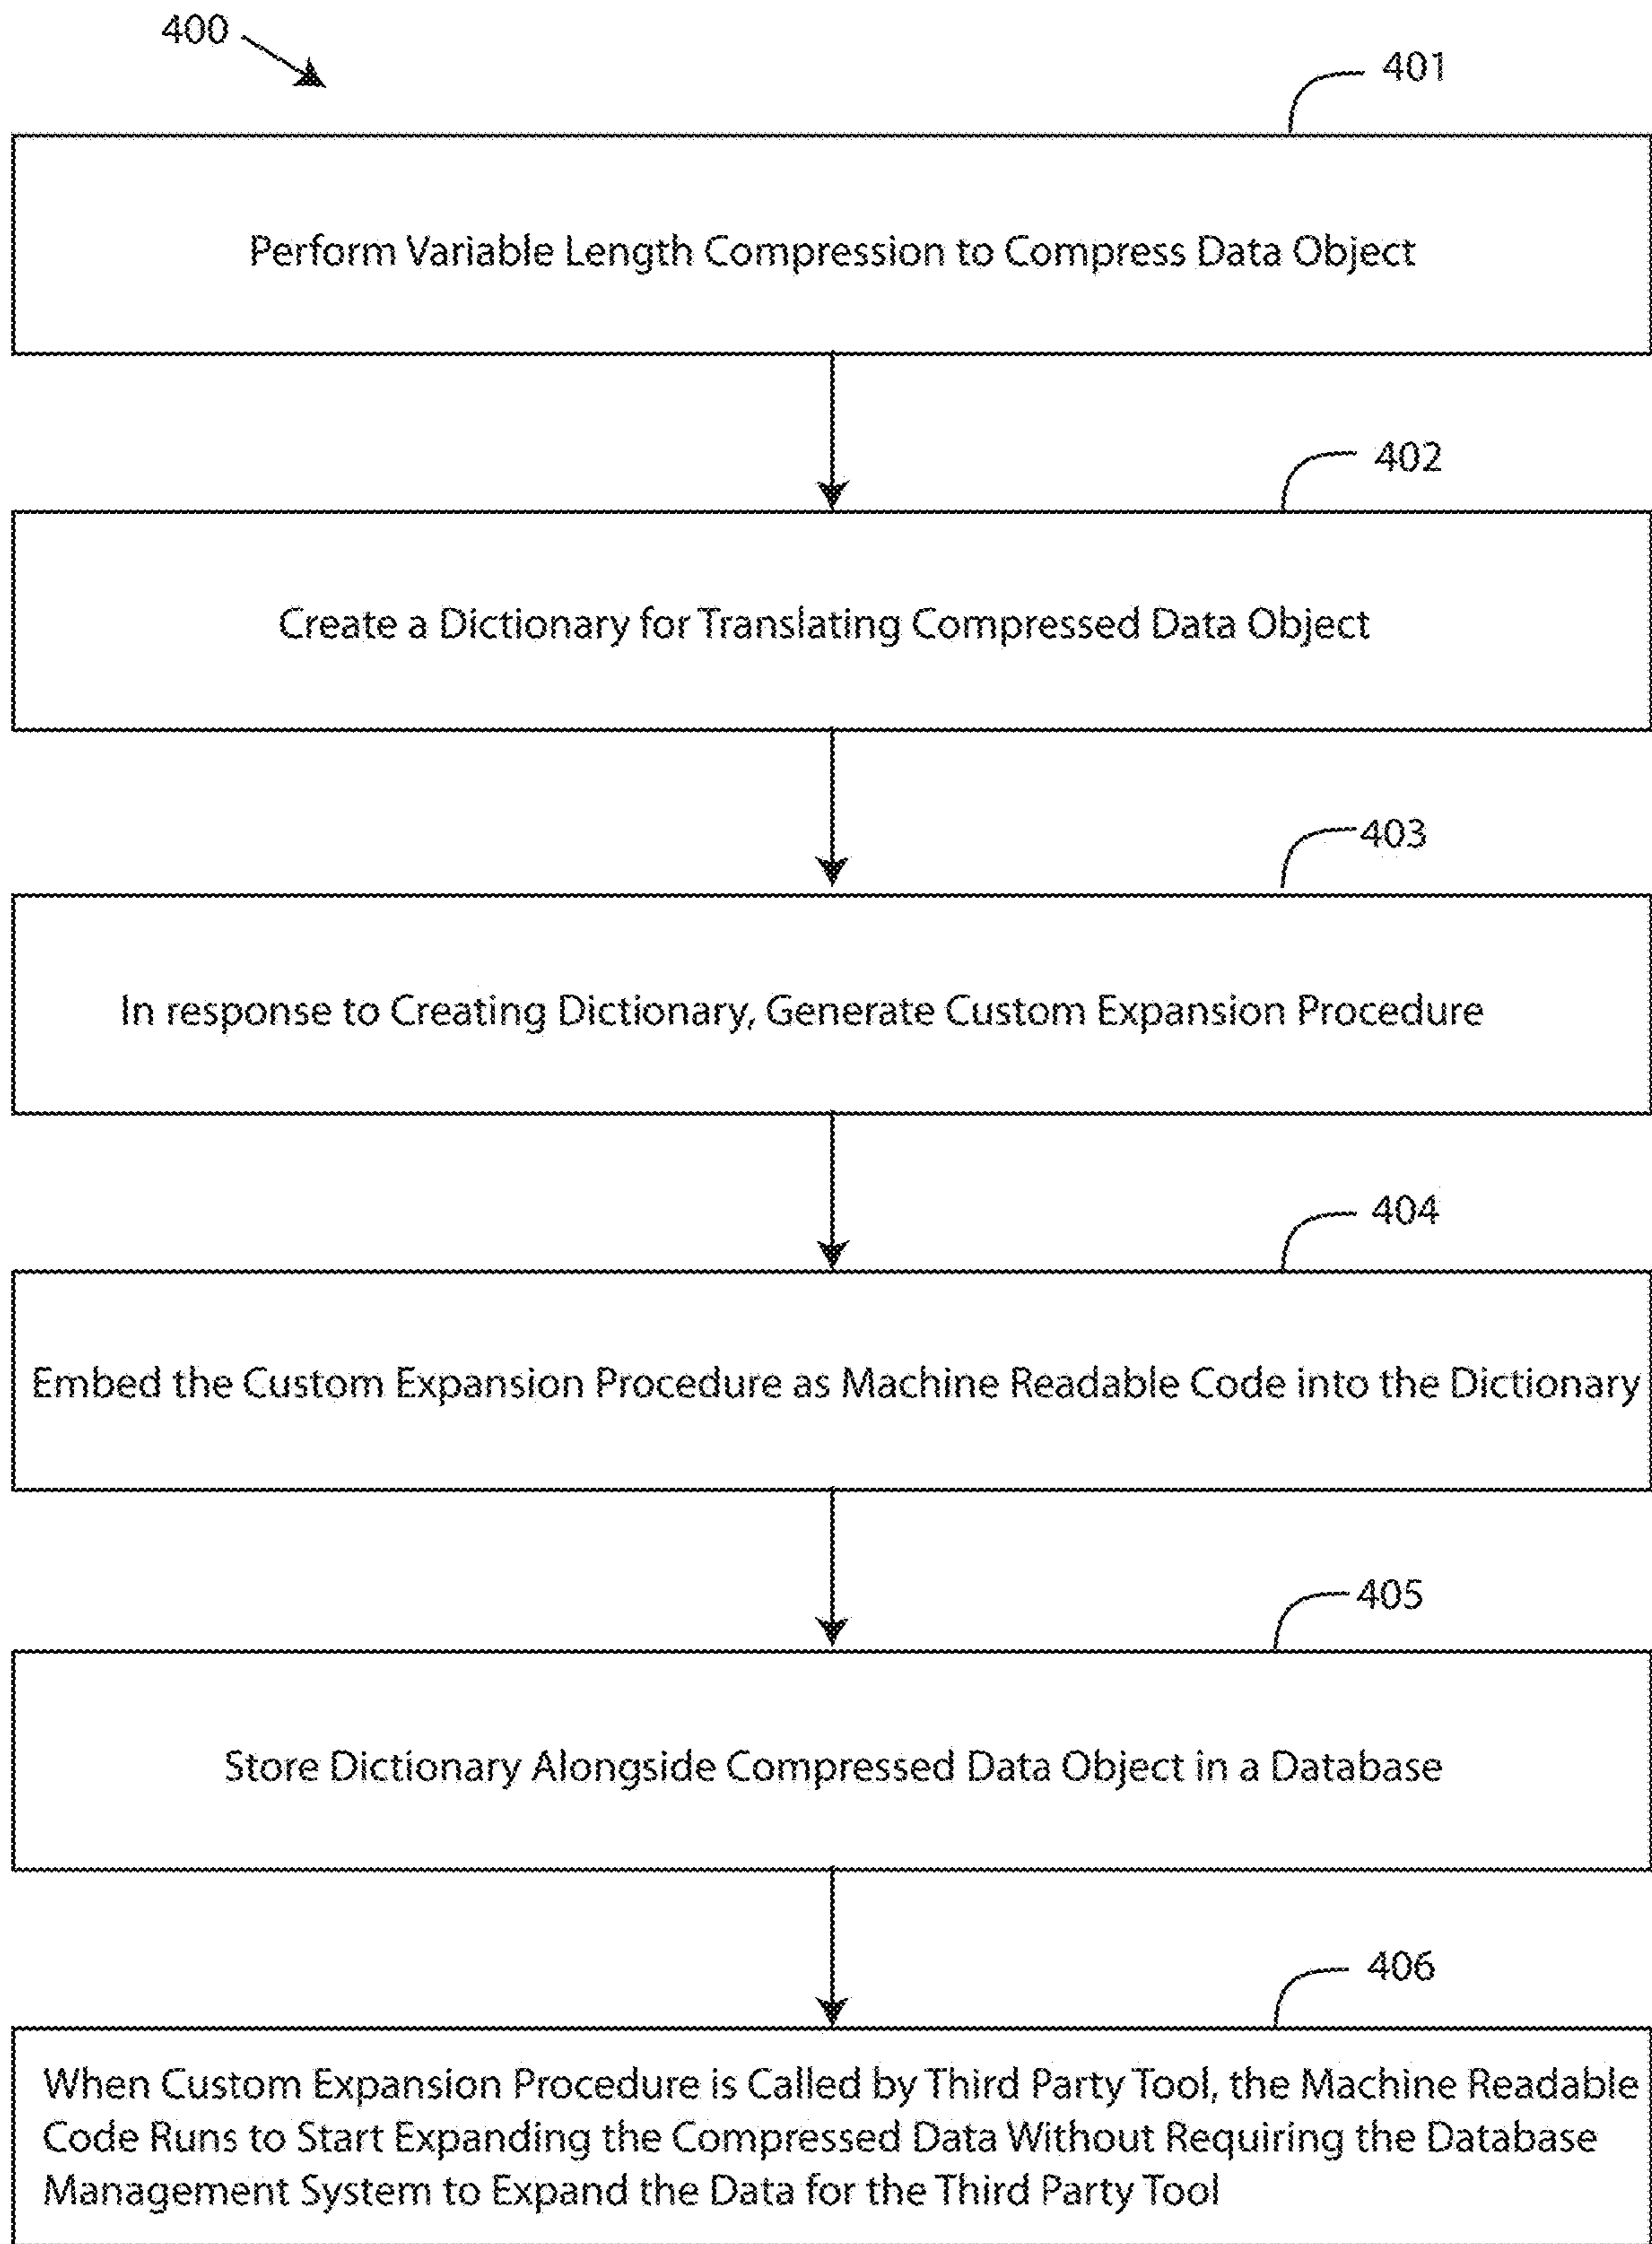 400
401
Perform Variable Length Compression to Compress Data Object
402
Create a Dictionary for Translating Compressed Data Object
403
In response to Creating Dictionary, Generate Custom Expansion Procedure
404
Embed the Custom Expansion Procedure as Machine Readable Code into the Dictionary
405
Store Dictionary Alongside Compressed Data Object in a Database
406
When Custom Expansion Procedure is Called by Third Party Tool, the Machine Readable
Code Runs to Start Expanding the Compressed Data Without Requiring the Database
Management System to Expand the Data for the Third Party Tool